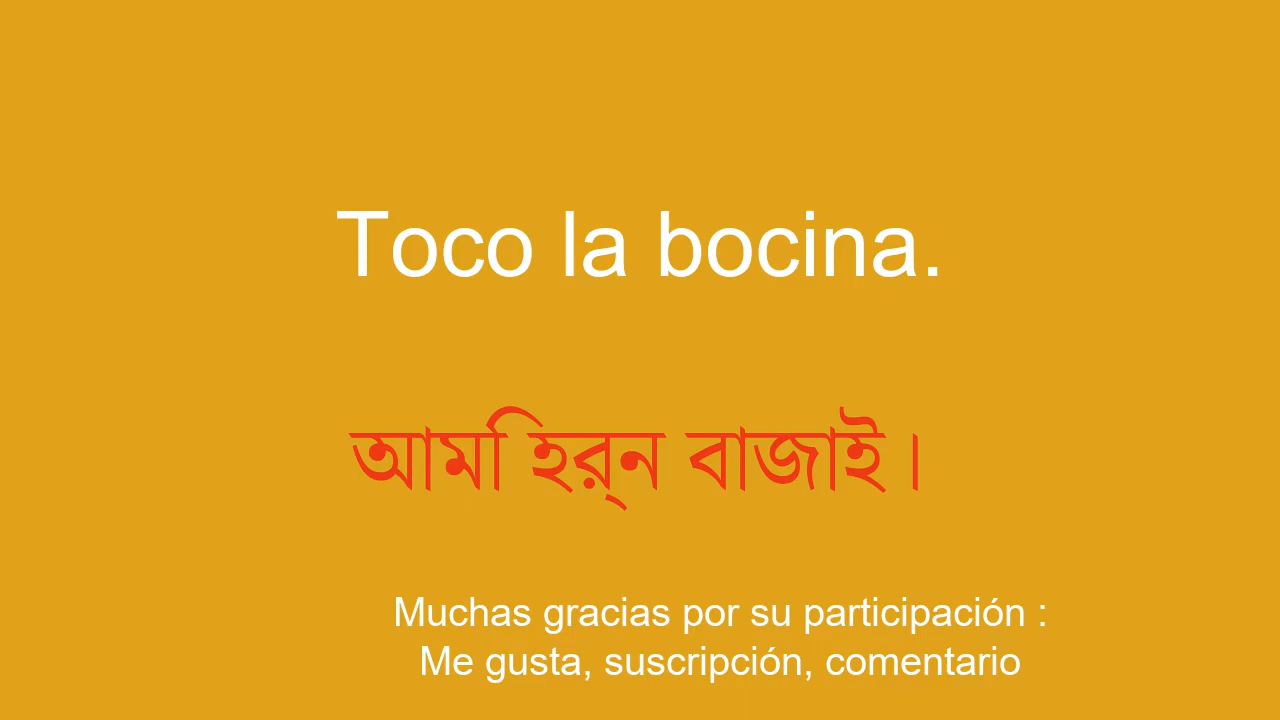 Toco la bocina.
আমি হর্ন বাজাই।
Muchas gracias por su participación :
Me gusta, suscripción, comentario